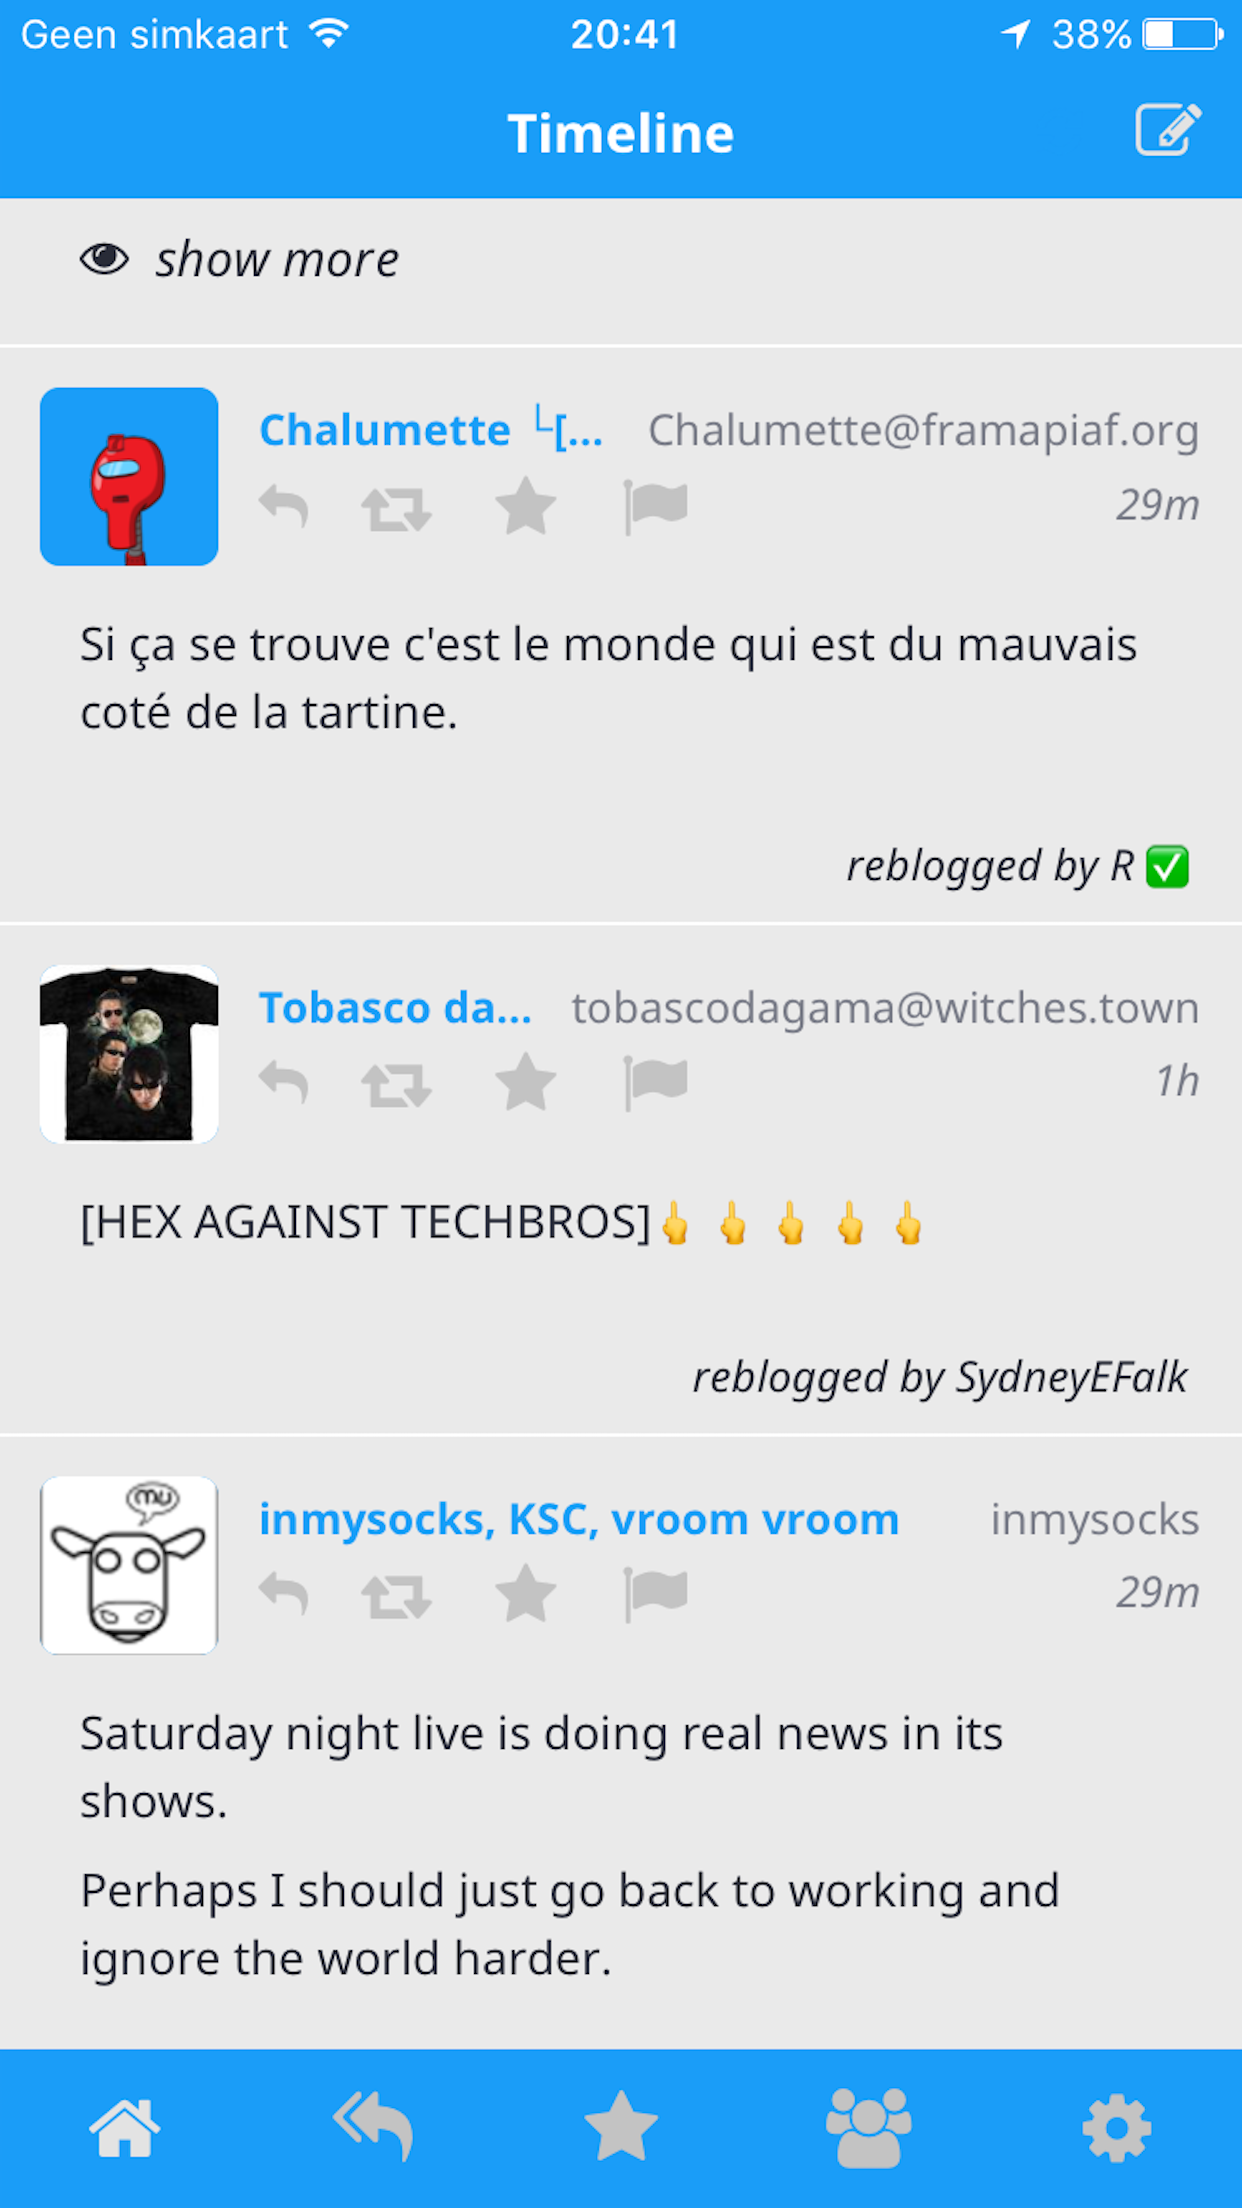 Geen simkaart 20:41 38%
Timeline
show more
Chalumette └[... Chalumette@framapiaf.org
29m
Si ça se trouve c'est le monde qui est du mauvais
coté de la tartine.
reblogged by R ✅
Tobasco da... tobascodagama@witches.town
1h
[HEX AGAINST TECHBROS]🖕🖕🖕🖕🖕
reblogged by SydneyEFalk
mu
inmysocks, KSC, vroom vroom inmysocks
29m
Saturday night live is doing real news in its
shows.
Perhaps I should just go back to working and
ignore the world harder.